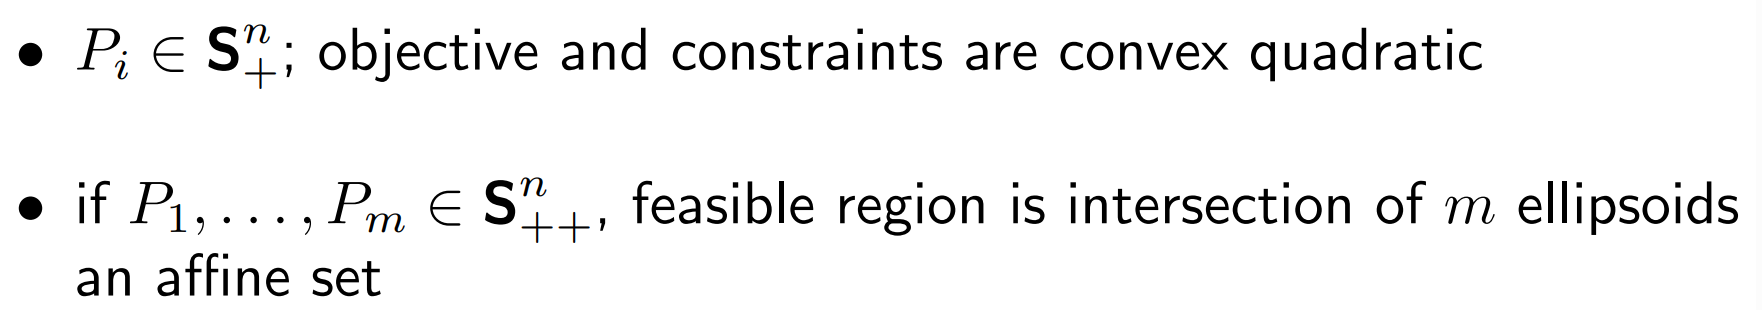 • P_i ∈ S^n_+; objective and constraints are convex quadratic
• if P_1, . . . , P_m ∈ S^n_++, feasible region is intersection of m ellipsoids
an affine set